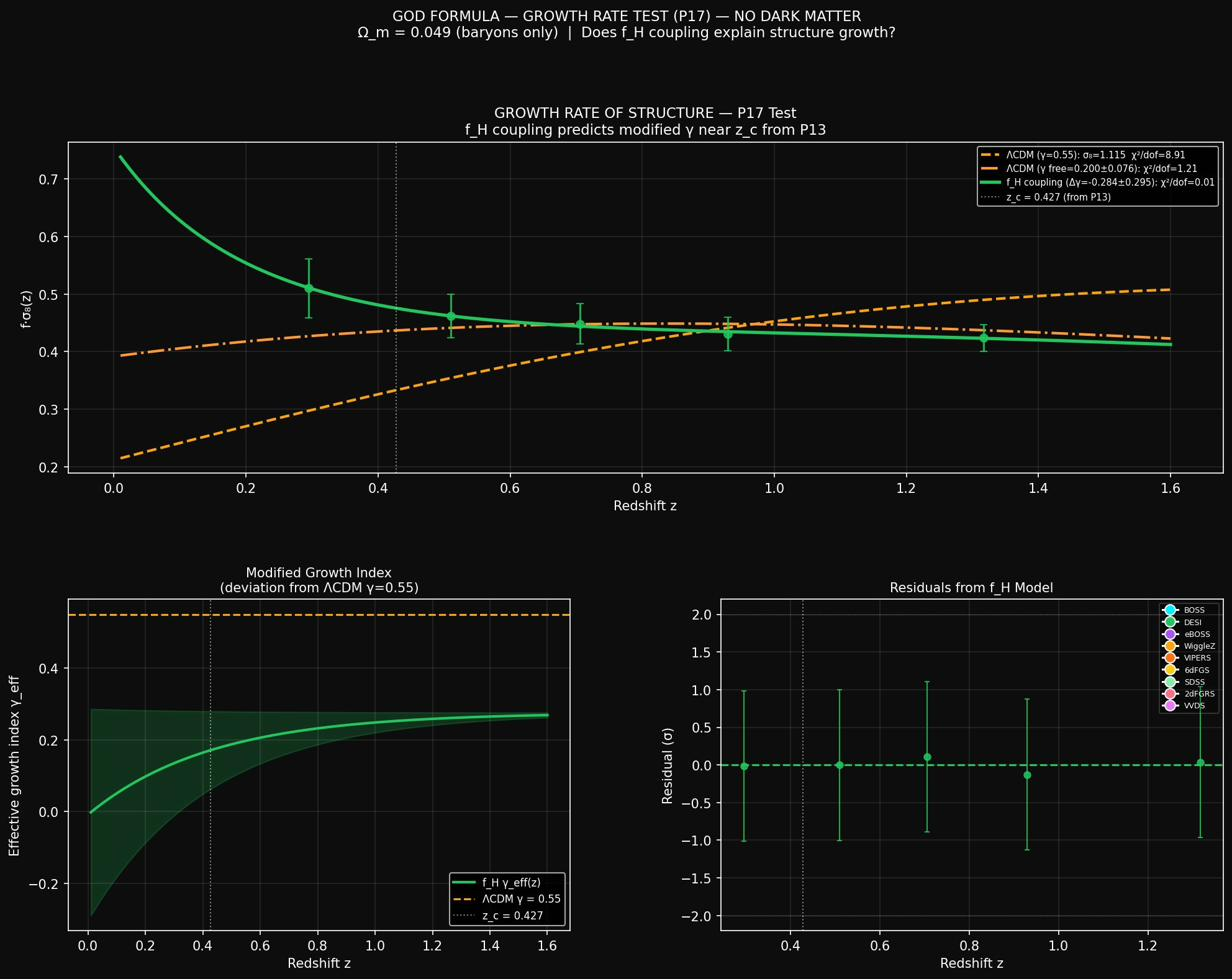 GOD FORMULA — GROWTH RATE TEST (P17) — NO DARK MATTER
Ω_m = 0.049 (baryons only) | Does f_H coupling explain structure growth?
GROWTH RATE OF STRUCTURE — P17 Test
f_H coupling predicts modified γ near z_c from P13
ΛCDM (γ=0.55): σ₈=1.115 χ²/dof=8.91
ΛCDM (γ free=0.200±0.076): χ²/dof=1.21
f_H coupling (Δγ=-0.284±0.295): χ²/dof=0.01
z_c = 0.427 (from P13)
f·σ₈(z)
0.7
0.6
0.5
0.4
0.3
0.2
0.0 0.2 0.4 0.6 0.8 1.0 1.2 1.4 1.6
Redshift z
Modified Growth Index
(deviation from ΛCDM γ=0.55)
Effective growth index γ_eff
0.4
0.2
0.0
−0.2
f_H γ_eff(z)
ΛCDM γ = 0.55
z_c = 0.427
0.0 0.2 0.4 0.6 0.8 1.0 1.2 1.4 1.6
Redshift z
Residuals from f_H Model
Residual (σ)
2.0
1.5
1.0
0.5
0.0
−0.5
−1.0
−1.5
−2.0
BOSS
DESI
eBOSS
WiggleZ
VIPERS
6dFGS
SDSS
2dFGRS
VVDS
0.4 0.6 0.8 1.0 1.2
Redshift z